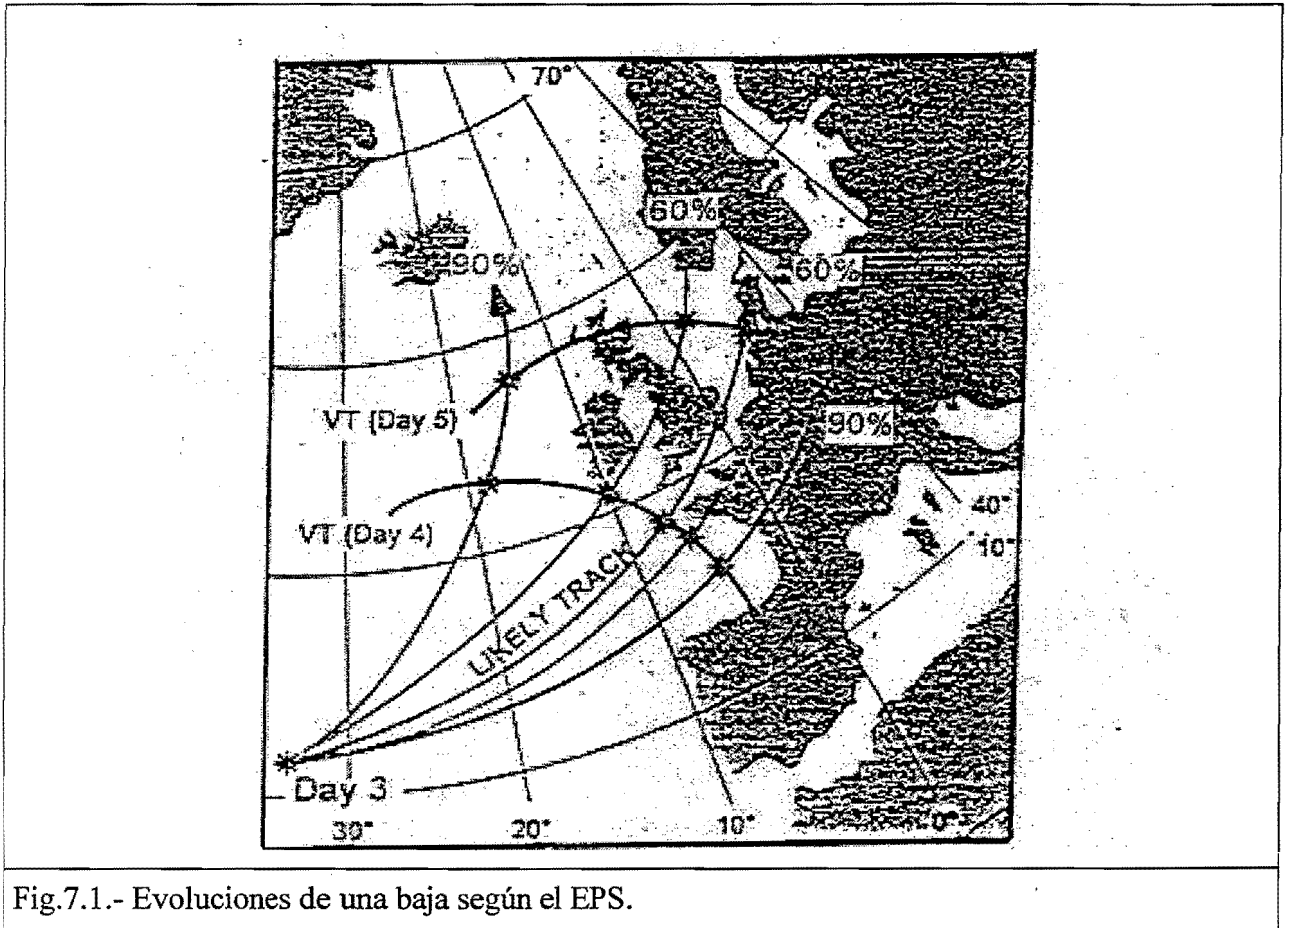 70°
60%
60%
90%
VT (Day 5)
90%
VT (Day 4)
40°
10°
LIKELY TRACK
Day 3
30°
20°
10°
0°
Fig.7.1.- Evoluciones de una baja según el EPS.